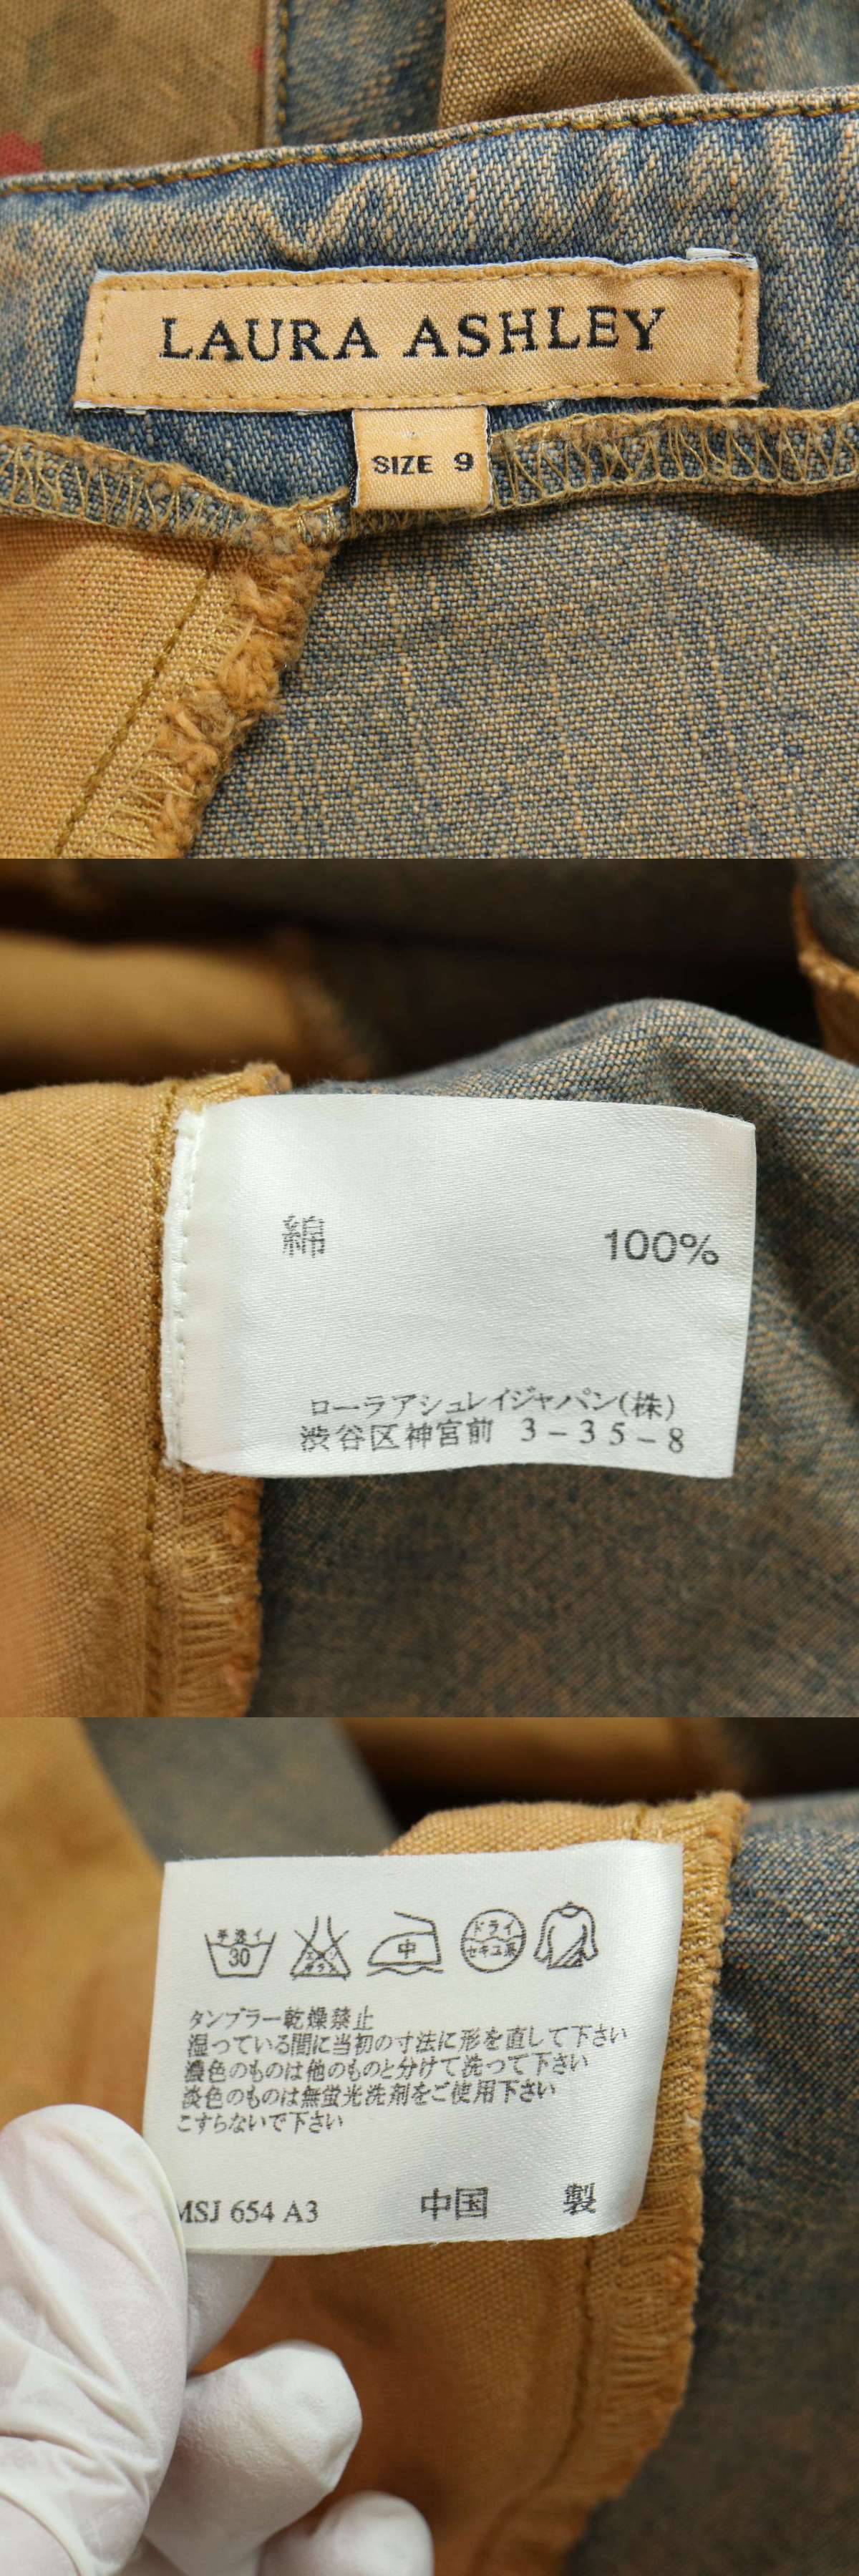 LAURA ASHLEY
SIZE 9
綿 100%
ローラアシュレイジャパン(株)
渋谷区神宮前 3-35-8
手洗イ
30
エンソ
サラシ
中
ドライ
セキユ系
タンブラー乾燥禁止
湿っている間に当初の寸法に形を直して下さい
濃色のものは他のものと分けて洗って下さい
淡色のものは無蛍光洗剤をご使用下さい
こすらないで下さい
MSJ 654 A3 中国 製